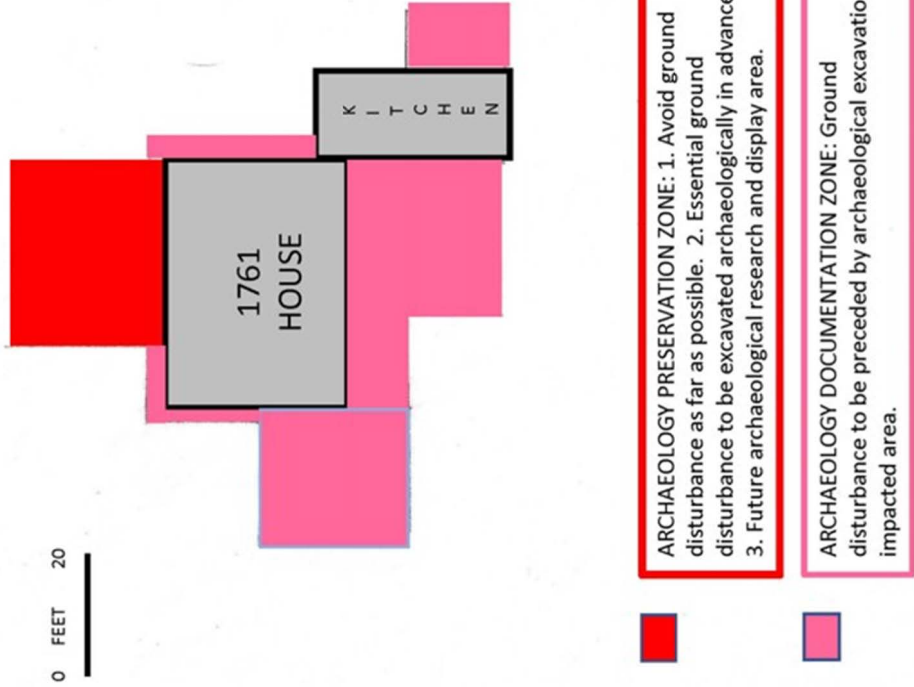 0 FEET 20
1761
HOUSE
KITCHEN
ARCHAEOLOGY PRESERVATION ZONE: 1. Avoid ground
disturbance as far as possible. 2. Essential ground
disturbance to be excavated archaeologically in advance
3. Future archaeological research and display area.
ARCHAEOLOGY DOCUMENTATION ZONE: Ground
disturbance to be preceded by archaeological excavatio
impacted area.